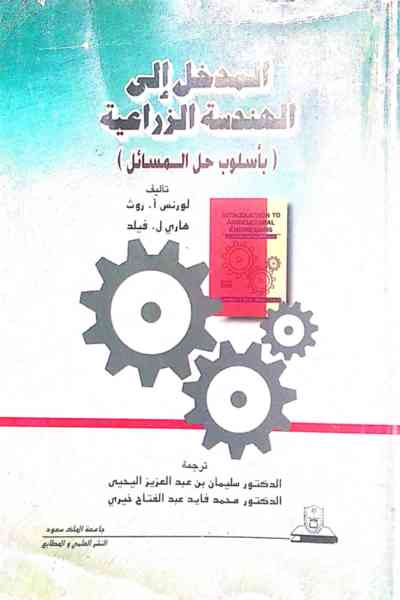 المدخل إلى
الهندسة الزراعية
(بأسلوب حل المسائل)
تأليف
لورنس أ. روث
هاري ل. فيلد
INTRODUCTION TO
AGRICULTURAL
ENGINEERING
ترجمة
الدكتور سليمان بن عبد العزيز اليحيى
الدكتور محمد فايد عبد الفتاح خيري
جامعة الملك سعود
النشر العلمي و المطابع